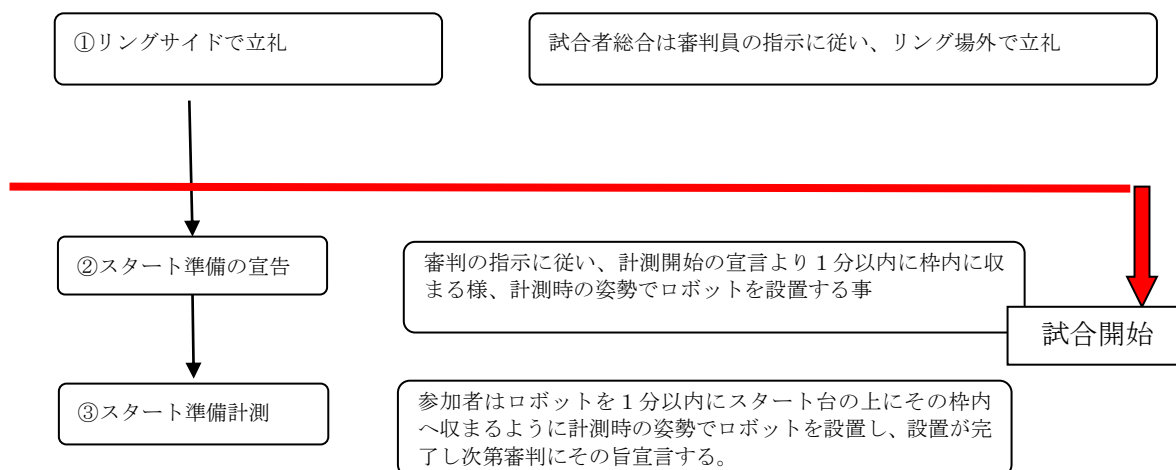 ①リングサイドで立礼
試合者総合は審判員の指示に従い、リング場外で立礼
②スタート準備の宣告
審判の指示に従い、計測開始の宣言より1分以内に枠内に収
まる様、計測時の姿勢でロボットを設置する事
試合開始
③スタート準備計測
参加者はロボットを1分以内にスタート台の上にその枠内
へ収まるように計測時の姿勢でロボットを設置し、設置が完
了し次第審判にその旨宣言する。